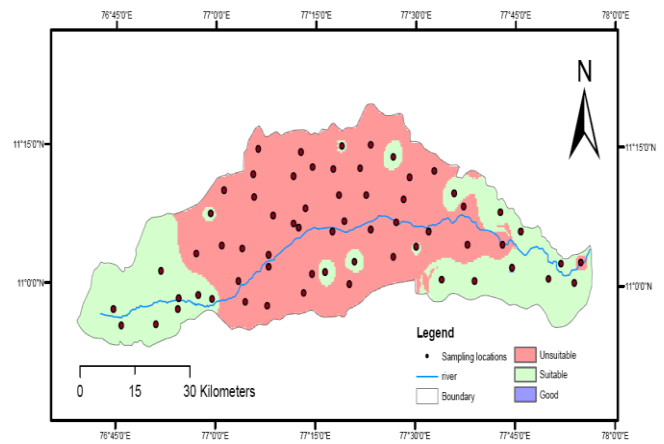 76°45'0"E 77°0'0"E 77°15'0"E 77°30'0"E 77°45'0"E 78°0'0"E
N
11°15'0"N 11°15'0"N
11°0'0"N 11°0'0"N
Legend
Sampling locations
river
Boundary
Unsuitable
Suitable
Good
0 15 30 Kilometers
76°45'0"E 77°0'0"E 77°15'0"E 77°30'0"E 77°45'0"E 78°0'0"E